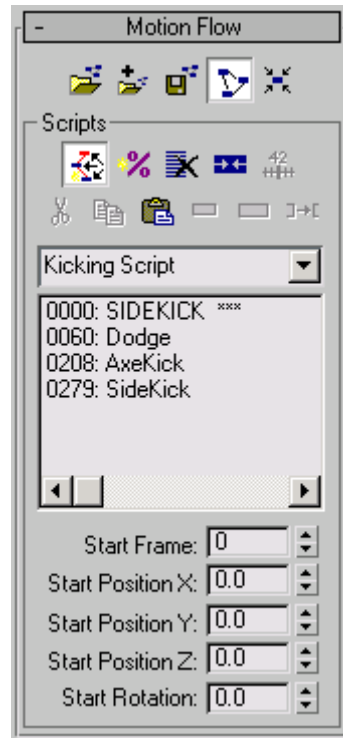 - Motion Flow
Scripts
%
42
Kicking Script
0000: SIDEKICK ***
0060: Dodge
0208: AxeKick
0279: SideKick
Start Frame: 0
Start Position X: 0.0
Start Position Y: 0.0
Start Position Z: 0.0
Start Rotation: 0.0